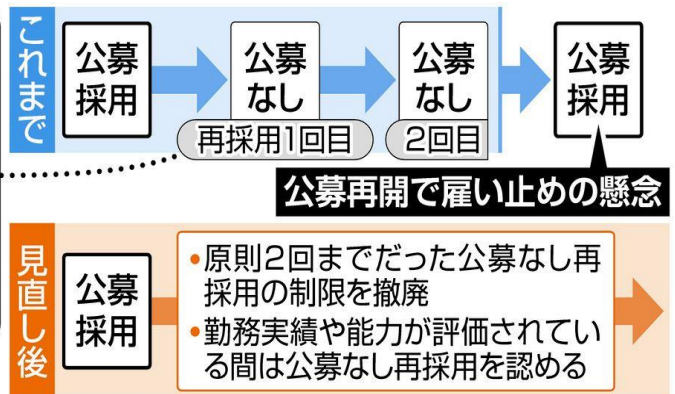 これまで
公募
採用
公募
なし
再採用1回目
公募
なし
2回目
公募
採用
公募再開で雇い止めの懸念
見直し後
公募
採用
•原則2回までだった公募なし再
採用の制限を撤廃
•勤務実績や能力が評価されてい
る間は公募なし再採用を認める